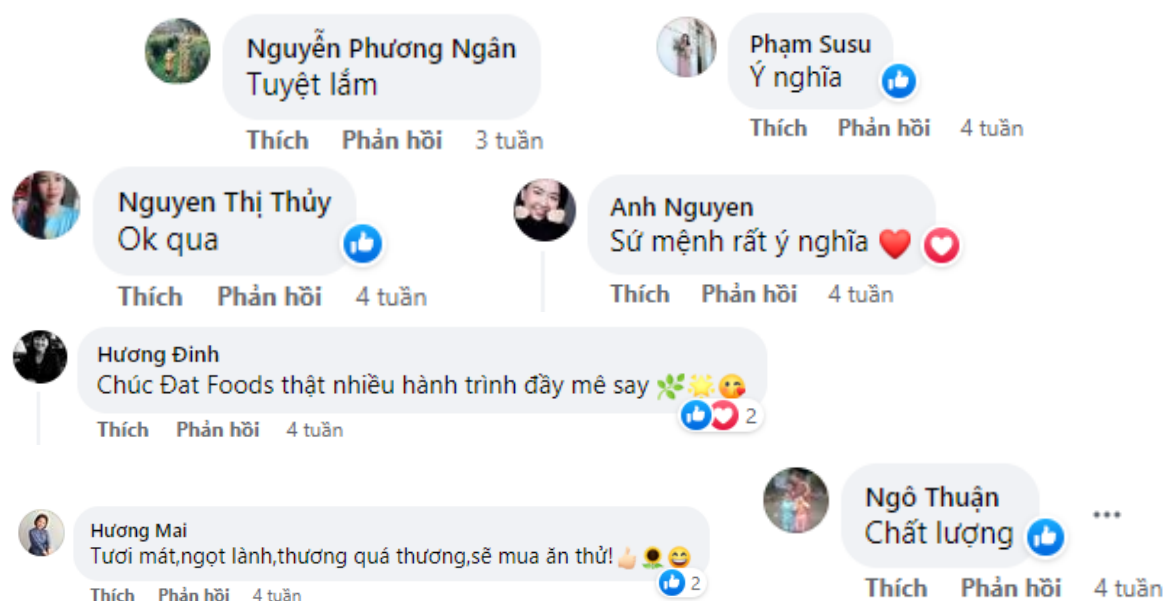 Nguyễn Phương Ngân
Tuyệt lắm
Thích Phản hồi 3 tuần
Phạm Susu
Ý nghĩa
Thích Phản hồi 4 tuần
Nguyen Thị Thủy
Ok qua
Thích Phản hồi 4 tuần
Anh Nguyen
Sứ mệnh rất ý nghĩa ❤️
Thích Phản hồi 4 tuần
Hương Đinh
Chúc Đat Foods thật nhiều hành trình đầy mê say 🌿🌟😘
2
Thích Phản hồi 4 tuần
Hương Mai
Tươi mát,ngọt lành,thương quá thương,sẽ mua ăn thử!👍🏻🌻😄
2
Thích Phản hồi 4 tuần
Ngô Thuận
Chất lượng
Thích Phản hồi 4 tuần